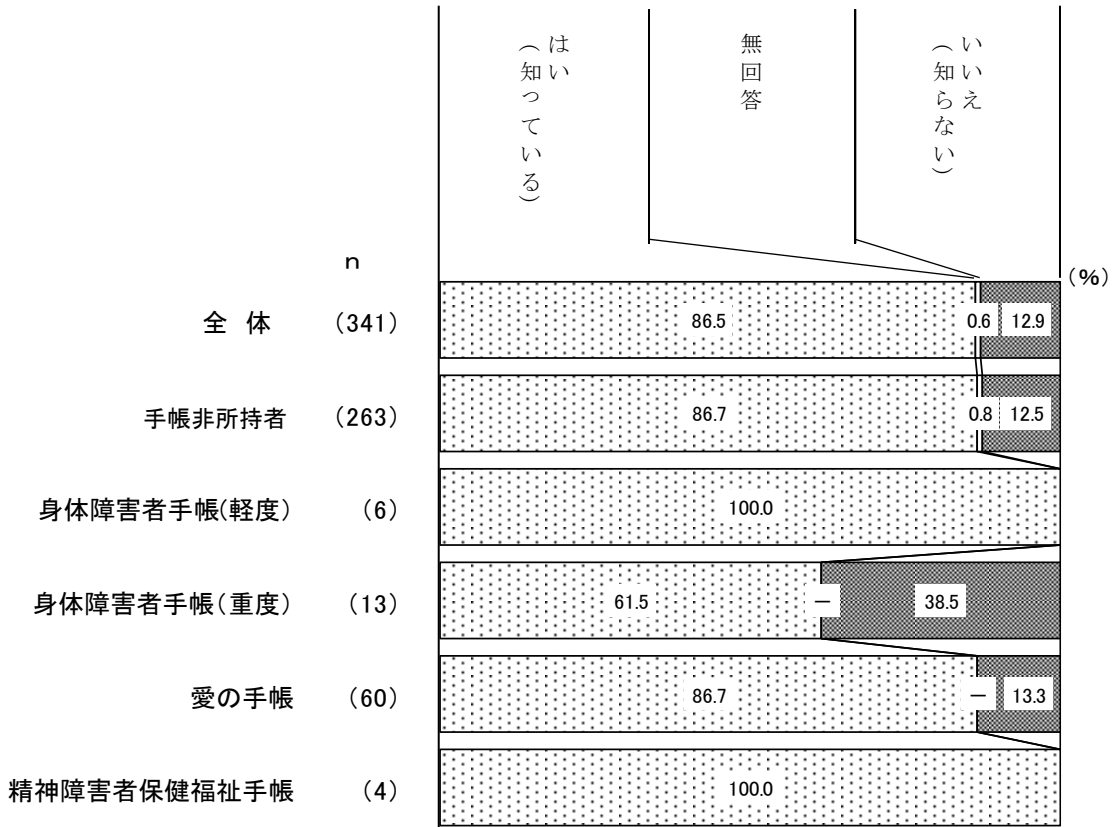 はい
（知っている）
無回答
いいえ
（知らない）
n
（%）
全 体 （341） 86.5 0.6 12.9
手帳非所持者 （263） 86.7 0.8 12.5
身体障害者手帳（軽度） （6） 100.0
身体障害者手帳（重度） （13） 61.5 － 38.5
愛の手帳 （60） 86.7 － 13.3
精神障害者保健福祉手帳 （4） 100.0